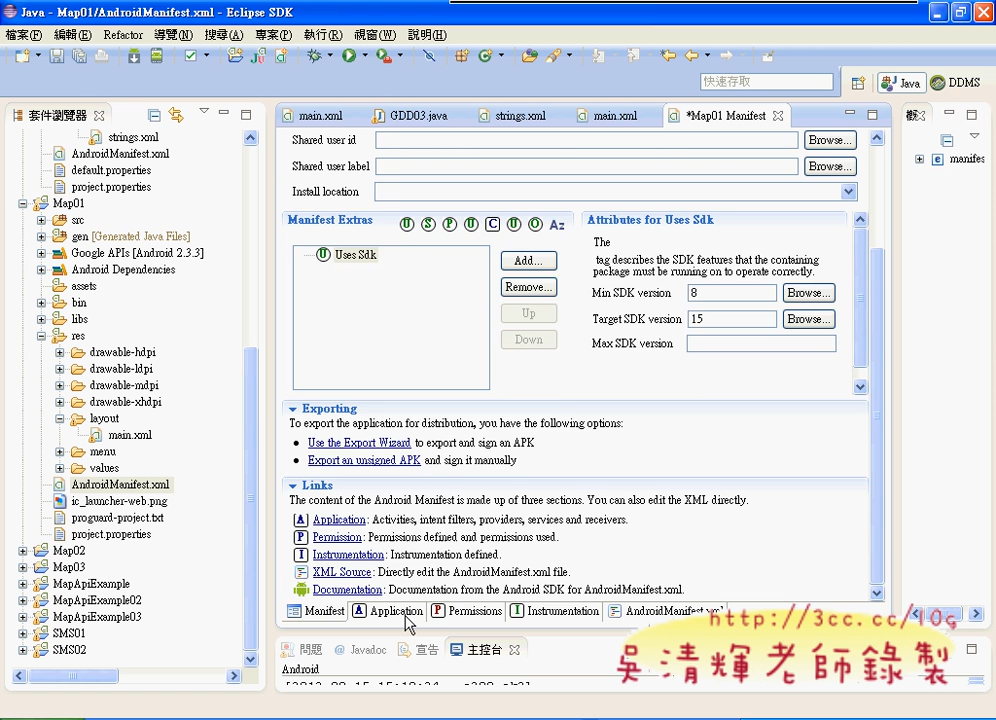 Java - Map01/AndroidManifest.xml - Eclipse SDK
檔案(F) 編輯(E) Refactor 導覽(N) 搜尋(A) 專案(P) 執行(R) 視窗(W) 說明(H)
快速存取
Java DDMS
套件瀏覽器
strings.xml
AndroidManifest.xml
default.properties
project.properties
Map01
src
gen [Generated Java Files]
Google APIs [Android 2.3.3]
Android Dependencies
assets
bin
libs
res
drawable-hdpi
drawable-ldpi
drawable-mdpi
drawable-xhdpi
layout
main.xml
menu
values
AndroidManifest.xml
ic_launcher-web.png
proguard-project.txt
project.properties
Map02
Map03
MapApiExample
MapApiExample02
MapApiExample03
SMS01
SMS02
main.xml GDD03.java strings.xml main.xml *Map01 Manifest
Shared user id Browse...
Shared user label Browse...
Install location
Manifest Extras U S P U C U O Az
Uses Sdk
Add...
Remove...
Up
Down
Attributes for Uses Sdk
The
tag describes the SDK features that the containing
package must be running on to operate correctly.
Min SDK version 8 Browse...
Target SDK version 15 Browse...
Max SDK version
Exporting
To export the application for distribution, you have the following options:
Use the Export Wizard to export and sign an APK
Export an unsigned APK and sign it manually
Links
The content of the Android Manifest is made up of three sections. You can also edit the XML directly.
Application: Activities, intent filters, providers, services and receivers.
Permission: Permissions defined and permissions used.
Instrumentation: Instrumentation defined.
XML Source: Directly edit the AndroidManifest.xml file.
Documentation: Documentation from the Android SDK for AndroidManifest.xml.
Manifest Application Permissions Instrumentation AndroidManifest.xml
問題 @ Javadoc 宣告 主控台
Android
manifes
http://3cc.cc/10g
吳清輝老師錄製